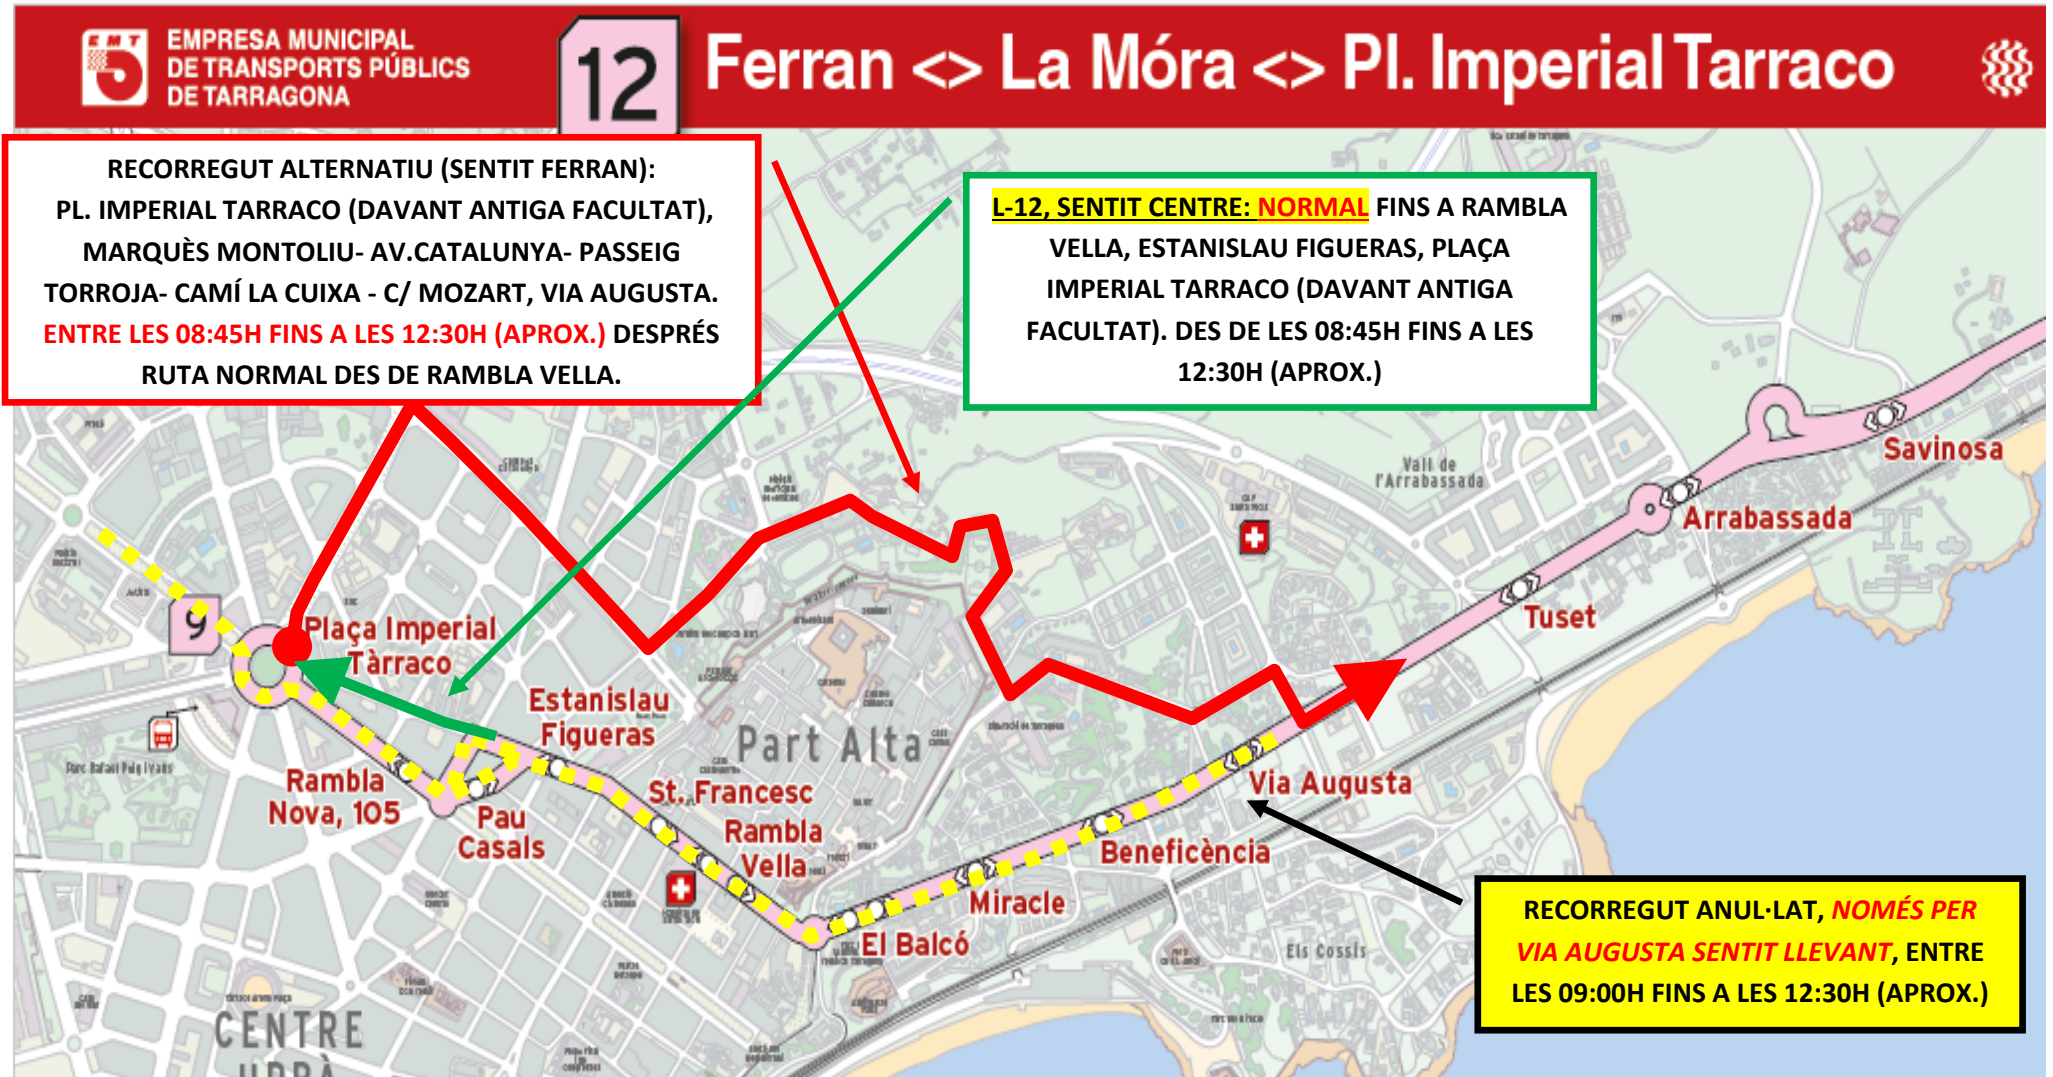 EMT
EMPRESA MUNICIPAL
DE TRANSPORTS PÚBLICS
DE TARRAGONA
12
Ferran <> La Móra <> Pl. Imperial Tarraco
RECORREGUT ALTERNATIU (SENTIT FERRAN):
PL. IMPERIAL TARRACO (DAVANT ANTIGA FACULTAT),
MARQUÈS MONTOLIU- AV.CATALUNYA- PASSEIG
TORROJA- CAMÍ LA CUIXA - C/ MOZART, VIA AUGUSTA.
ENTRE LES 08:45H FINS A LES 12:30H (APROX.) DESPRÉS
RUTA NORMAL DES DE RAMBLA VELLA.
L-12, SENTIT CENTRE: NORMAL FINS A RAMBLA
VELLA, ESTANISLAU FIGUERAS, PLAÇA
IMPERIAL TARRACO (DAVANT ANTIGA
FACULTAT). DES DE LES 08:45H FINS A LES
12:30H (APROX.)
Savinosa
Vall de
l'Arrabassada
Arrabassada
Tuset
9
Plaça Imperial
Tàrraco
Estanislau
Figueras
Part Alta
Parc Rafael Puig i Valls
Rambla
Nova, 105
Pau
Casals
St. Francesc
Rambla
Vella
Via Augusta
Beneficència
Miracle
El Balcó
Els Cossis
RECORREGUT ANUL·LAT, NOMÉS PER
VIA AUGUSTA SENTIT LLEVANT, ENTRE
LES 09:00H FINS A LES 12:30H (APROX.)
CENTRE
URBÀ